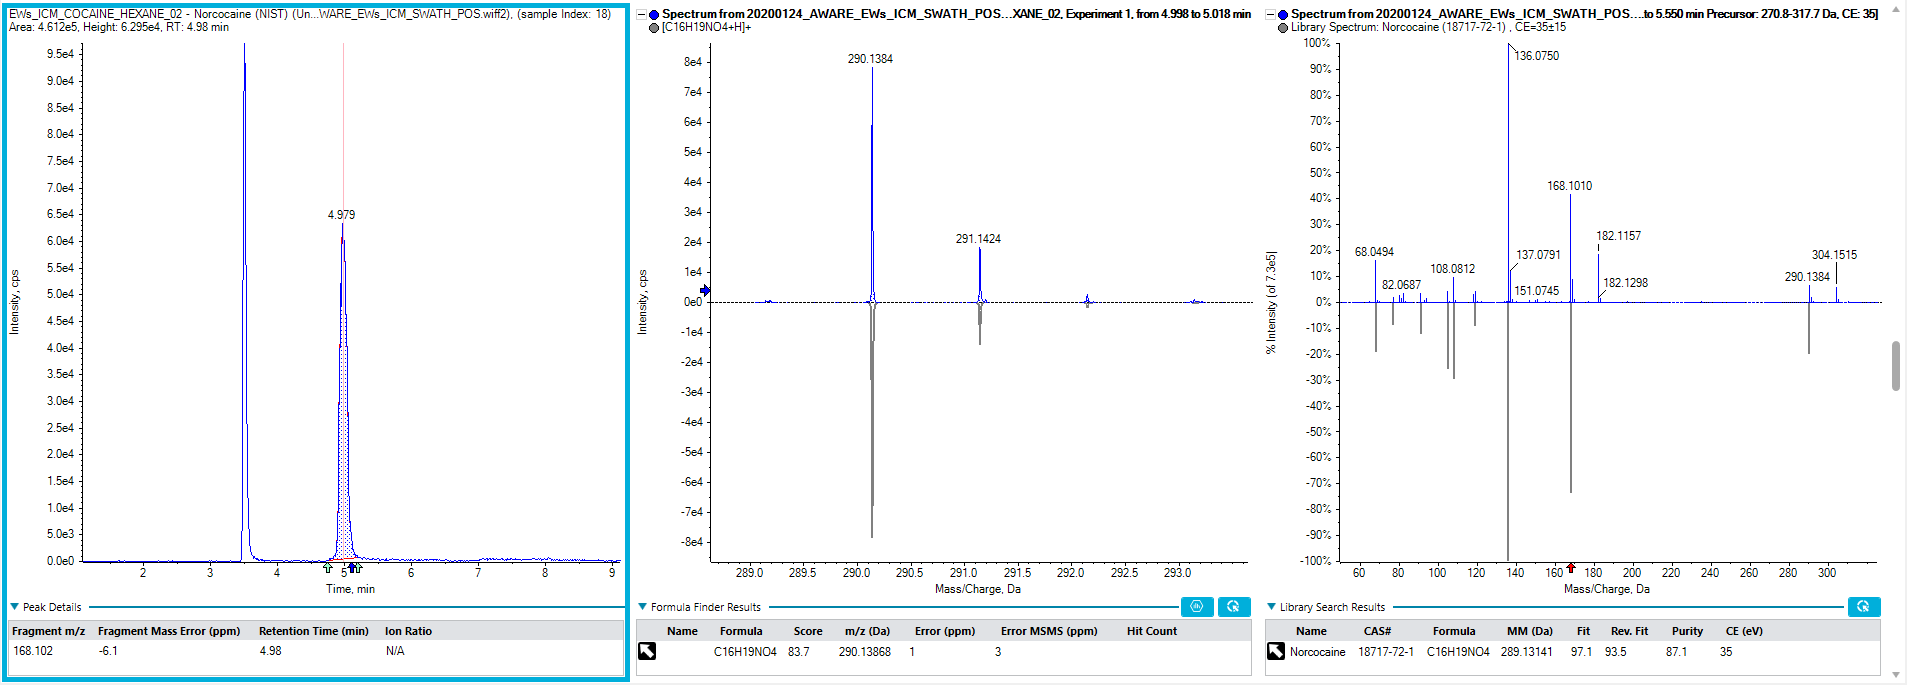 EWs_ICM_COCAINE_HEXANE_02 - Norcocaine (NIST) (Un...WARE_EWs_ICM_SWATH_POS.wiff2), (sample Index: 18)
Area: 4.612e5, Height: 6.295e4, RT: 4.98 min
9.5e4
9.0e4
8.5e4
8.0e4
7.5e4
7.0e4
6.5e4
6.0e4
5.5e4
5.0e4
4.5e4
4.0e4
3.5e4
3.0e4
2.5e4
2.0e4
1.5e4
1.0e4
5.0e3
0.0e0
Intensity, cps
4.979
2 3 4 5 6 7 8 9
Time, min
Peak Details
Fragment m/z Fragment Mass Error (ppm) Retention Time (min) Ion Ratio
168.102 -6.1 4.98 N/A
Spectrum from 20200124_AWARE_EWs_ICM_SWATH_POS...XANE_02, Experiment 1, from 4.998 to 5.018 min
[C16H19NO4+H]+
8e4
7e4
6e4
5e4
4e4
3e4
2e4
1e4
0e0
-1e4
-2e4
-3e4
-4e4
-5e4
-6e4
-7e4
-8e4
Intensity, cps
290.1384
291.1424
289.0 289.5 290.0 290.5 291.0 291.5 292.0 292.5 293.0
Mass/Charge, Da
Formula Finder Results
Name Formula Score m/z (Da) Error (ppm) Error MSMS (ppm) Hit Count
C16H19NO4 83.7 290.13868 1 3
Spectrum from 20200124_AWARE_EWs_ICM_SWATH_POS....to 5.550 min Precursor: 270.8-317.7 Da, CE: 35]
Library Spectrum: Norcocaine (18717-72-1) , CE=35±15
100%
90%
80%
70%
60%
50%
40%
30%
20%
10%
0%
-10%
-20%
-30%
-40%
-50%
-60%
-70%
-80%
-90%
-100%
% Intensity (of 7.3e5]
136.0750
168.1010
182.1157
137.0791
68.0494
304.1515
108.0812
290.1384
82.0687
182.1298
151.0745
60 80 100 120 140 160 180 200 220 240 260 280 300
Mass/Charge, Da
Library Search Results
Name CAS# Formula MM (Da) Fit Rev. Fit Purity CE (eV)
Norcocaine 18717-72-1 C16H19NO4 289.13141 97.1 93.5 87.1 35